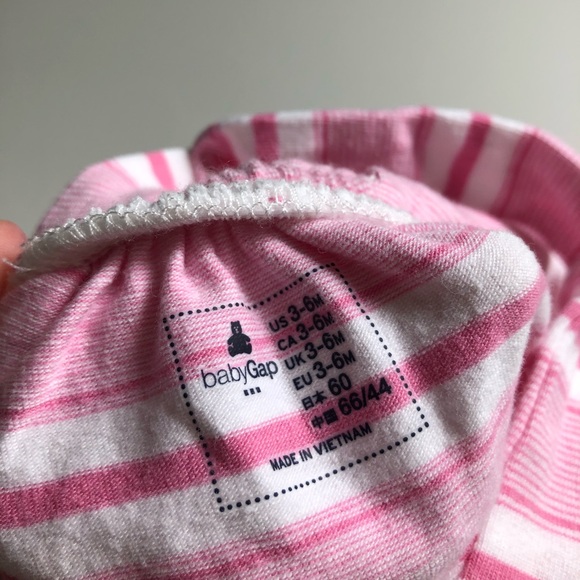 babyGap
US 3-6M
CA 3-6M
UK 3-6M
EU 3-6M
日本 60
中國 66/44
MADE IN VIETNAM